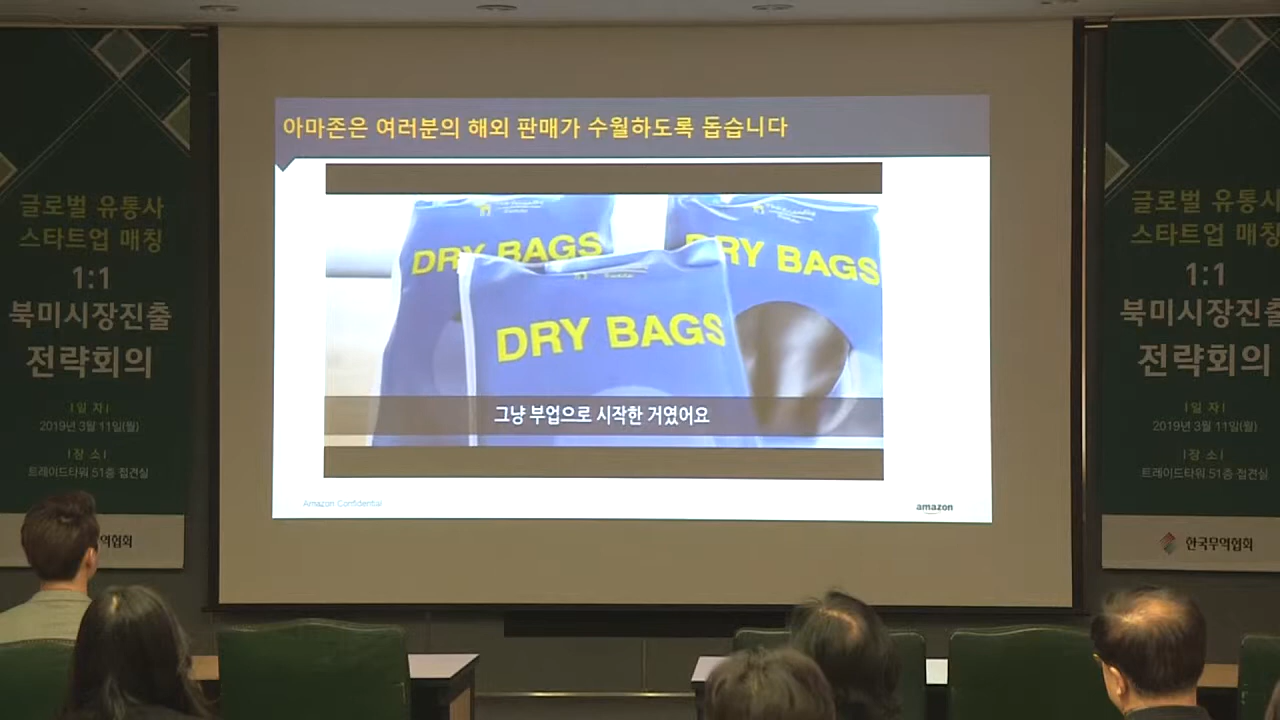 아마존은 여러분의 해외 판매가 수월하도록 돕습니다
DRY BAGS
DRY BAGS
DRY BAGS
그냥 부업으로 시작한 거였어요
Amazon Confidential
amazon
글로벌 유통사
스타트업 매칭
1:1
북미시장진출
전략회의
|일 자|
2019년 3월 11일(월)
|장 소|
트레이드타워 51층 접견실
무역협회
글로벌 유통사
스타트업 매칭
1:1
북미시장진출
전략회의
|일 자|
2019년 3월 11일(월)
|장 소|
트레이드타워 51층 접견실
한국무역협회